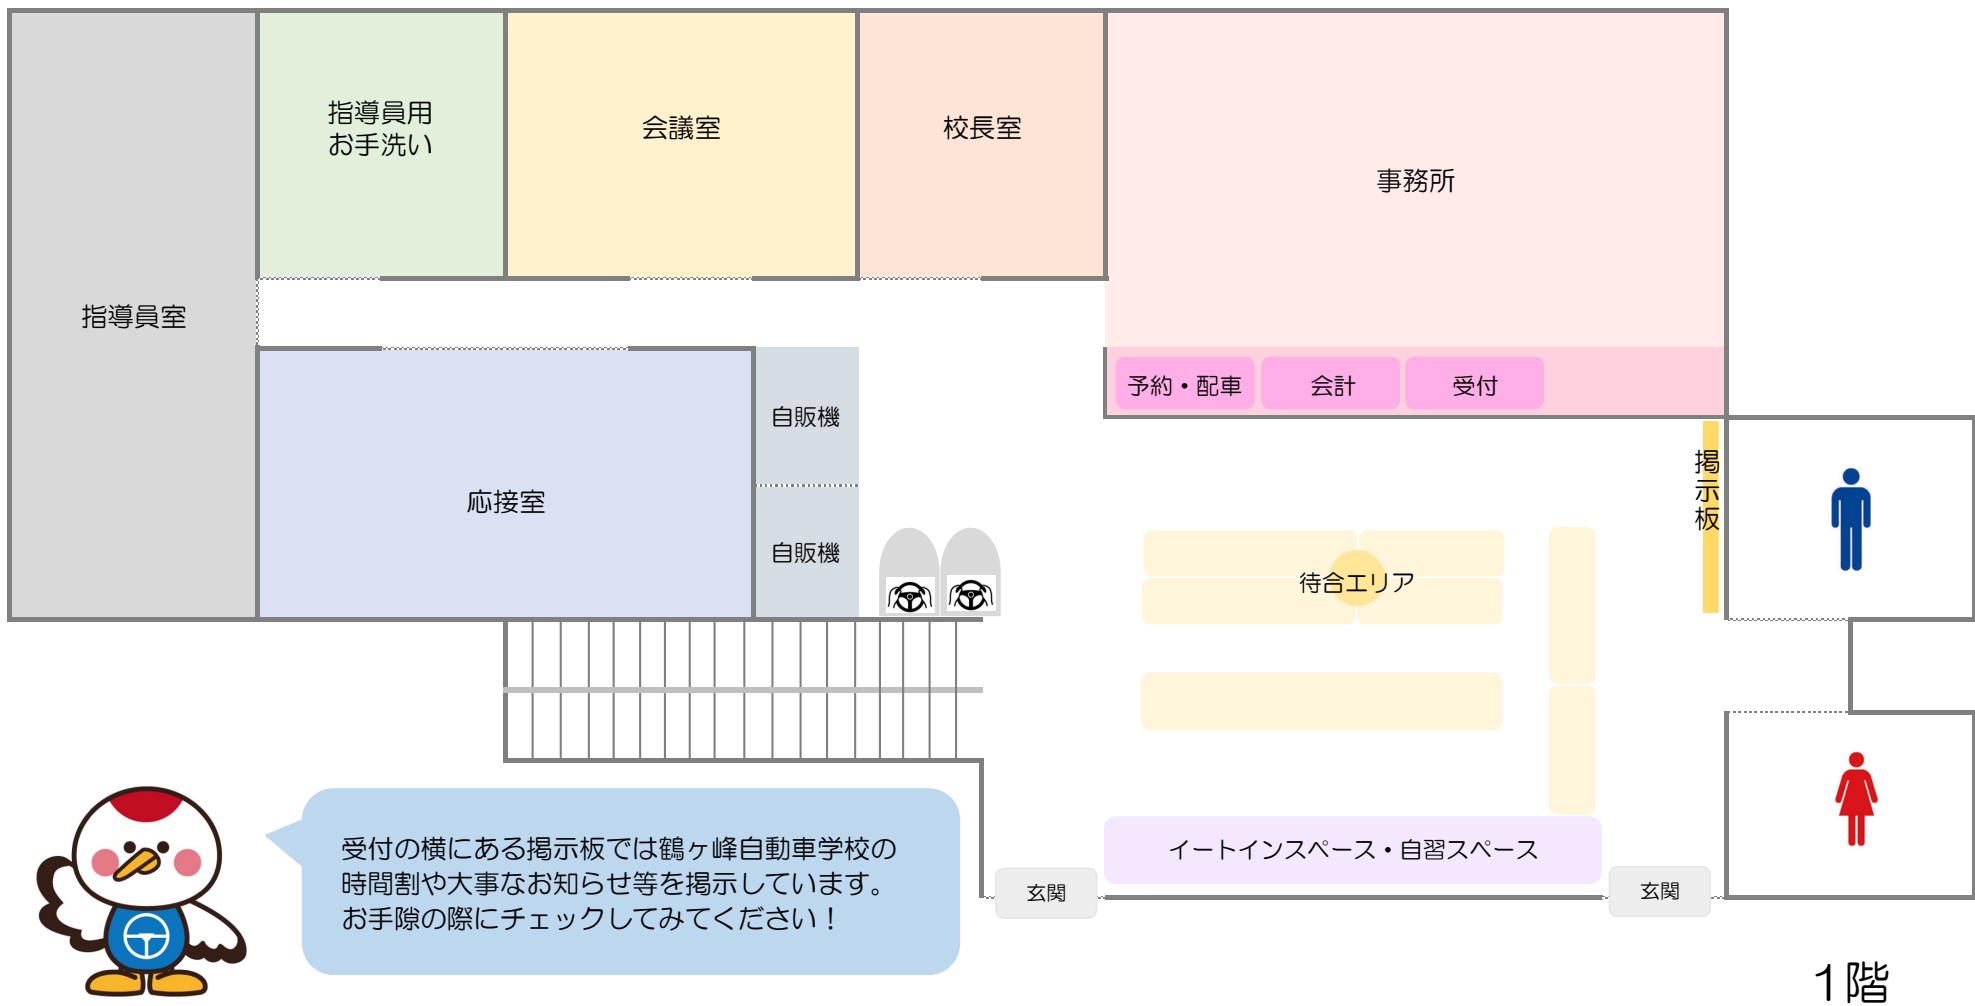 指導員用
お手洗い
会議室
校長室
事務所
指導員室
予約・配車
会計
受付
自販機
掲示板
応接室
自販機
待合エリア
イートインスペース・自習スペース
玄関
玄関
受付の横にある掲示板では鶴ヶ峰自動車学校の
時間割や大事なお知らせ等を掲示しています。
お手隙の際にチェックしてみてください！
1階